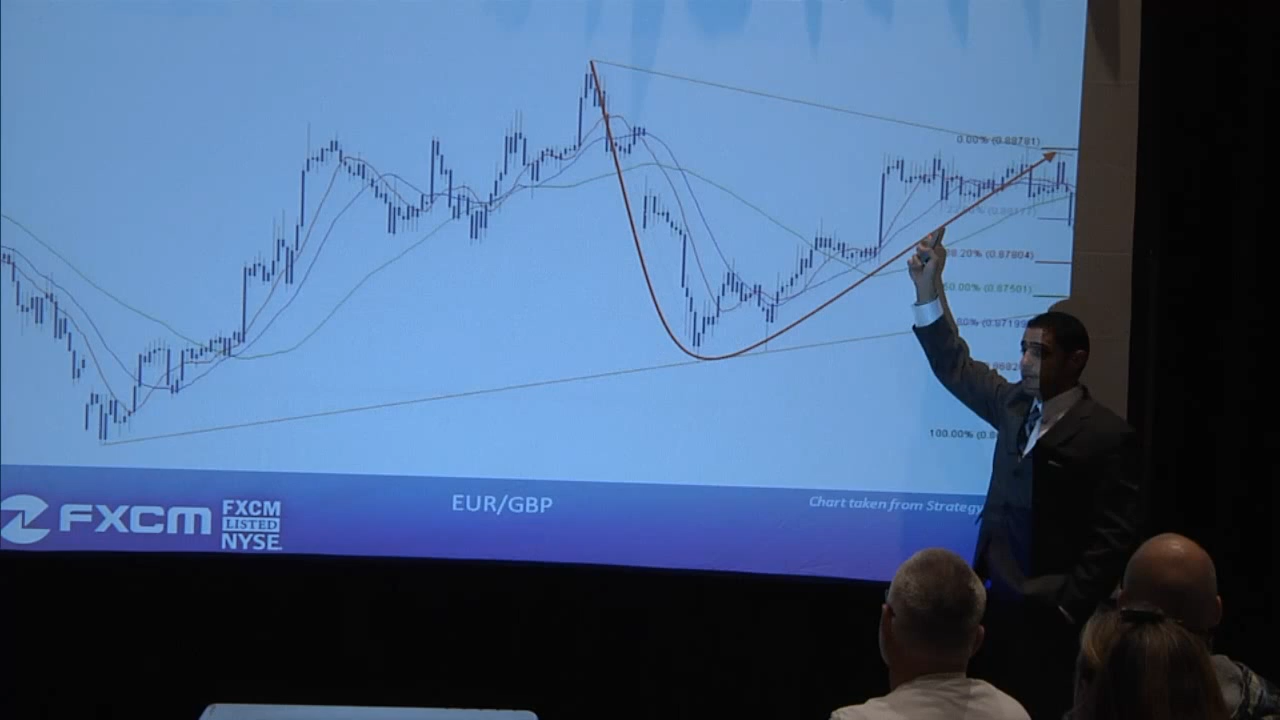 0.00% (0.88781)
38.20% (0.87804)
50.00% (0.87501)
100.00%
FXCM
FXCM
LISTED
NYSE
EUR/GBP
Chart taken from Strategy